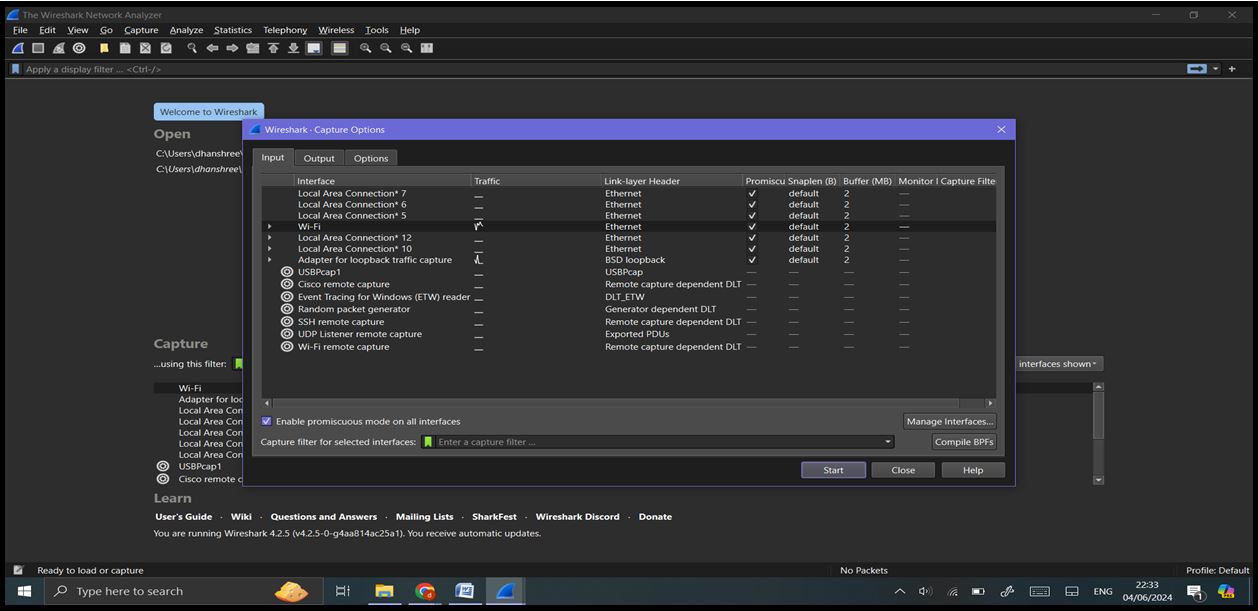 The Wireshark Network Analyzer
File Edit View Go Capture Analyze Statistics Telephony Wireless Tools Help
Apply a display filter ... <Ctrl-/>
Welcome to Wireshark
Open
C:\Users\dhanshree\
C:\Users\dhanshree\
Wireshark · Capture Options
Input Output Options
Interface Traffic Link-layer Header Promiscu Snaplen (B) Buffer (MB) Monitor Capture Filte
Local Area Connection* 7 Ethernet default 2 —
Local Area Connection* 6 Ethernet default 2 —
Local Area Connection* 5 Ethernet default 2 —
Wi-Fi Ethernet default 2 —
Local Area Connection* 12 Ethernet default 2 —
Local Area Connection* 10 Ethernet default 2 —
Adapter for loopback traffic capture BSD loopback default 2 —
USBPcap1 USBPcap — — — —
Cisco remote capture Remote capture dependent DLT — — — —
Event Tracing for Windows (ETW) reader DLT_ETW — — — —
Random packet generator Generator dependent DLT — — — —
SSH remote capture Remote capture dependent DLT — — — —
UDP Listener remote capture Exported PDUs — — — —
Wi-Fi remote capture Remote capture dependent DLT — — — —
Enable promiscuous mode on all interfaces
Manage Interfaces...
Capture filter for selected interfaces: Enter a capture filter ...
Compile BPFs
Start Close Help
Capture
...using this filter:
interfaces shown
Wi-Fi
Adapter for loo
Local Area Con
Local Area Con
Local Area Con
Local Area Con
Local Area Con
USBPcap1
Cisco remote c
Learn
User's Guide · Wiki · Questions and Answers · Mailing Lists · SharkFest · Wireshark Discord · Donate
You are running Wireshark 4.2.5 (v4.2.5-0-g4aa814ac25a1). You receive automatic updates.
Ready to load or capture
No Packets
Profile: Default
Type here to search
ENG
22:33
04/06/2024
1